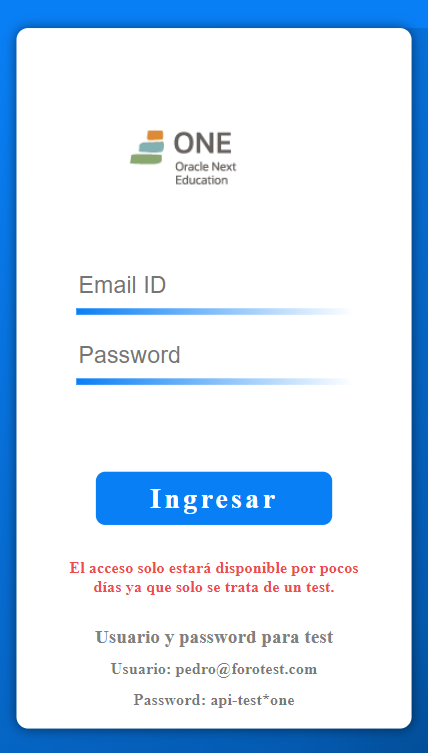 ONE
Oracle Next
Education
Email ID
Password
Ingresar
El acceso solo estará disponible por pocos
días ya que solo se trata de un test.
Usuario y password para test
Usuario: pedro@forotest.com
Password: api-test*one